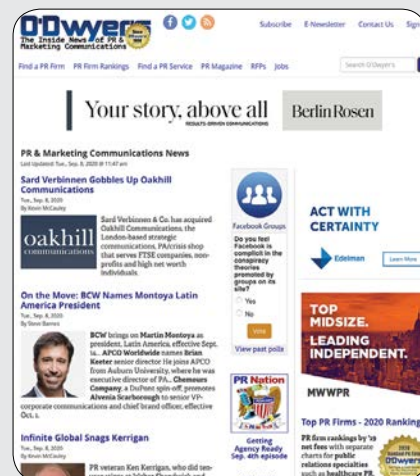 O'Dwyer's
The Inside News of PR &
Marketing Communications
Subscribe E-Newsletter Contact Us Sign
Find a PR Firm PR Firm Rankings Find a PR Service PR Magazine RFPs Jobs
Search O'Dwyer's
Your story, above all
RESULTS-DRIVEN COMMUNICATIONS
BerlinRosen
PR & Marketing Communications News
Last Updated: Tue., Sep. 8, 2020 @ 11:47 am
Sard Verbinnen Gobbles Up Oakhill
Communications
Tue., Sep. 8, 2020
By Kevin McCauley
oakhill
communications
Sard Verbinnen & Co. has acquired
Oakhill Communications, the
London-based strategic
communications, PA/crisis shop
that serves FTSE companies, non-
profits and high net worth
individuals.
On the Move: BCW Names Montoya Latin
America President
Tue., Sep. 8, 2020
By Steve Barnes
BCW brings on Martin Montoya as
president, Latin America, effective Sept.
14... APCO Worldwide names Brian
Keeter senior director He joins APCO
from Auburn University, where he was
executive director of PA... Chemours
Company, a DuPont spin-off, promotes
Alvenia Scarborough to senior VP-
corporate communications and chief brand officer, effective
Oct. 1.
Infinite Global Snags Kerrigan
Tue., Sep. 8, 2020
By Kevin McCauley
PR veteran Ken Kerrigan, who did ten-
Facebook Groups
Do you feel
Facebook is
complicit in the
conspiracy
theories
promoted by
groups on its
site?
Yes
No
Vote
View past polls
PR Nation
Getting
Agency Ready
Sep. 4th episode
ACT WITH
CERTAINTY
Edelman
Learn More
TOP
MIDSIZE.
LEADING
INDEPENDENT.
MWWPR
Top PR Firms - 2020 Ranking
PR firm rankings by '19
net fees with separate
charts for public
relations specialties
such as healthcare PR,